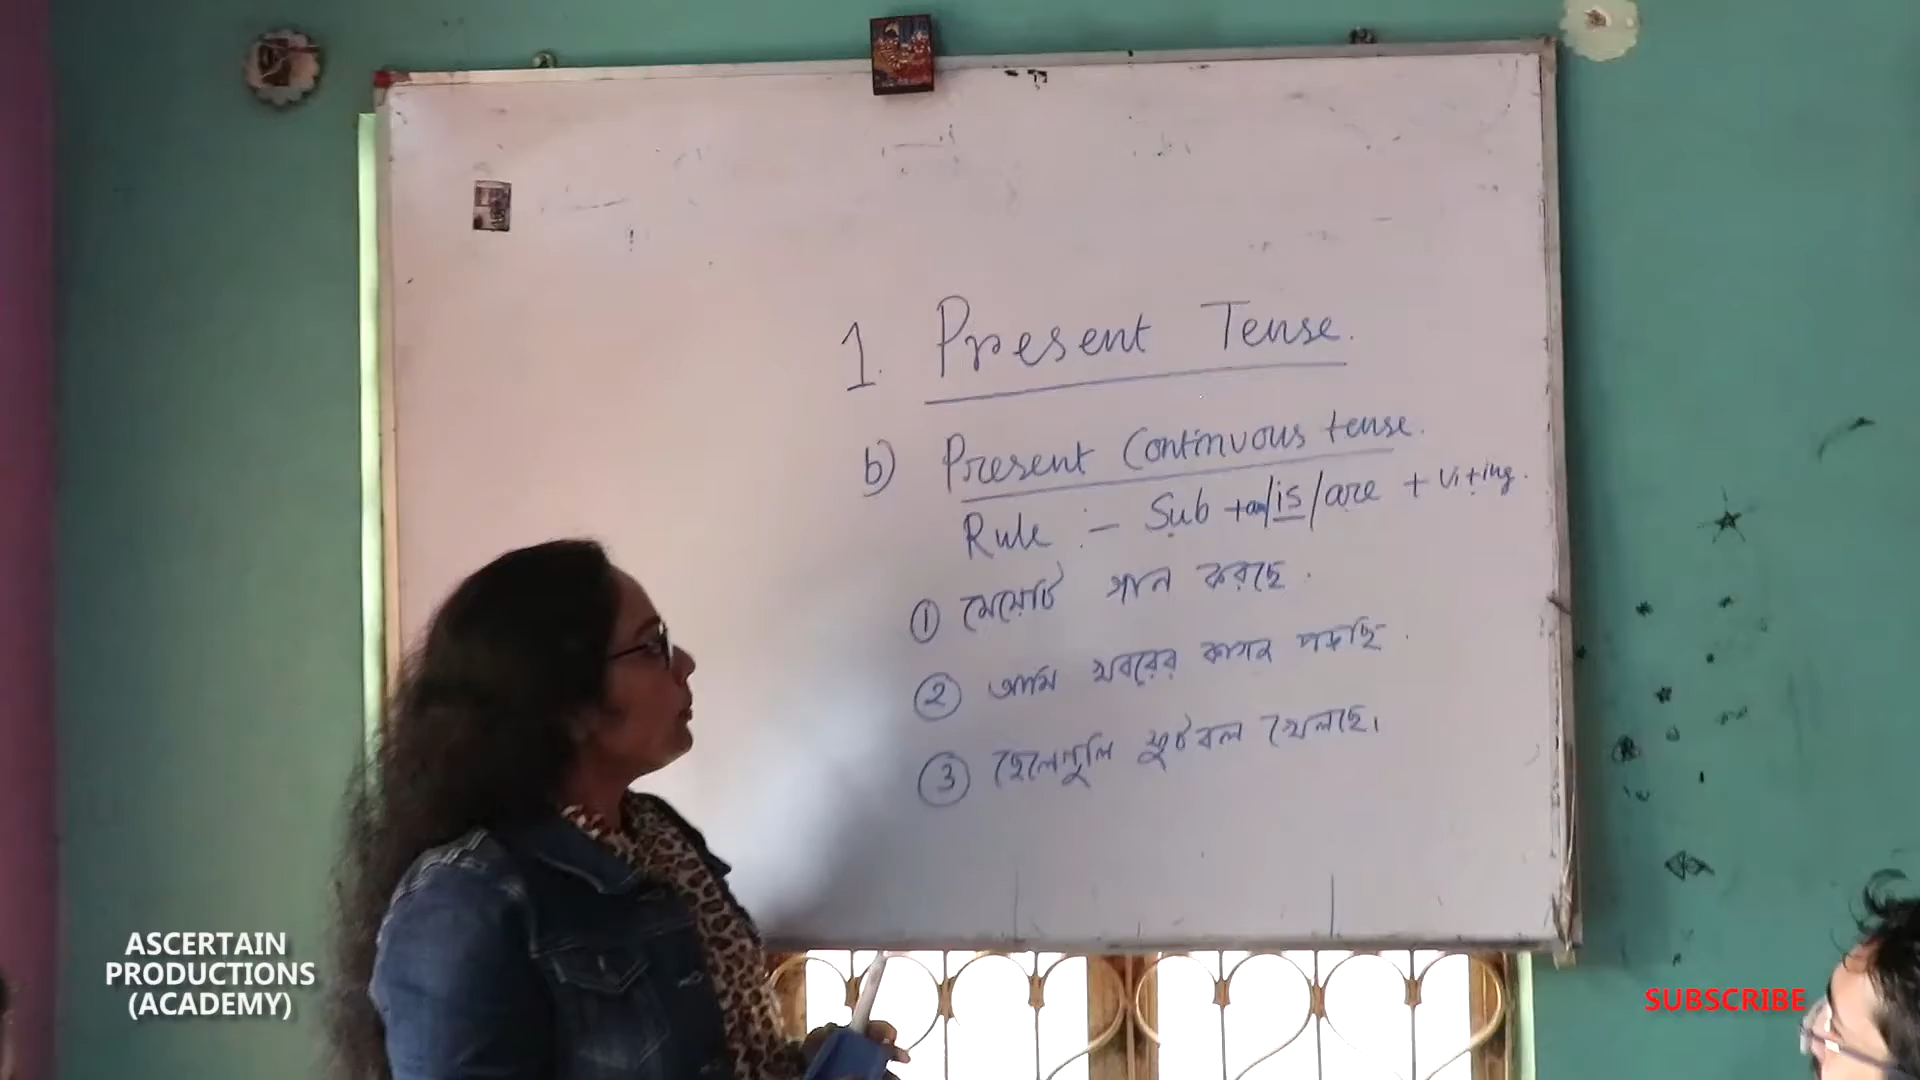 1. Present Tense.
b) Present Continuous tense.
Rule :- Sub + am/is/are + V1+ing.
① মেয়েটি গান করছে.
② আমি খবরের কাগজ পড়ছি.
③ ছেলেগুলি ফুটবল খেলছে।
ASCERTAIN
PRODUCTIONS
(ACADEMY)
SUBSCRIBE